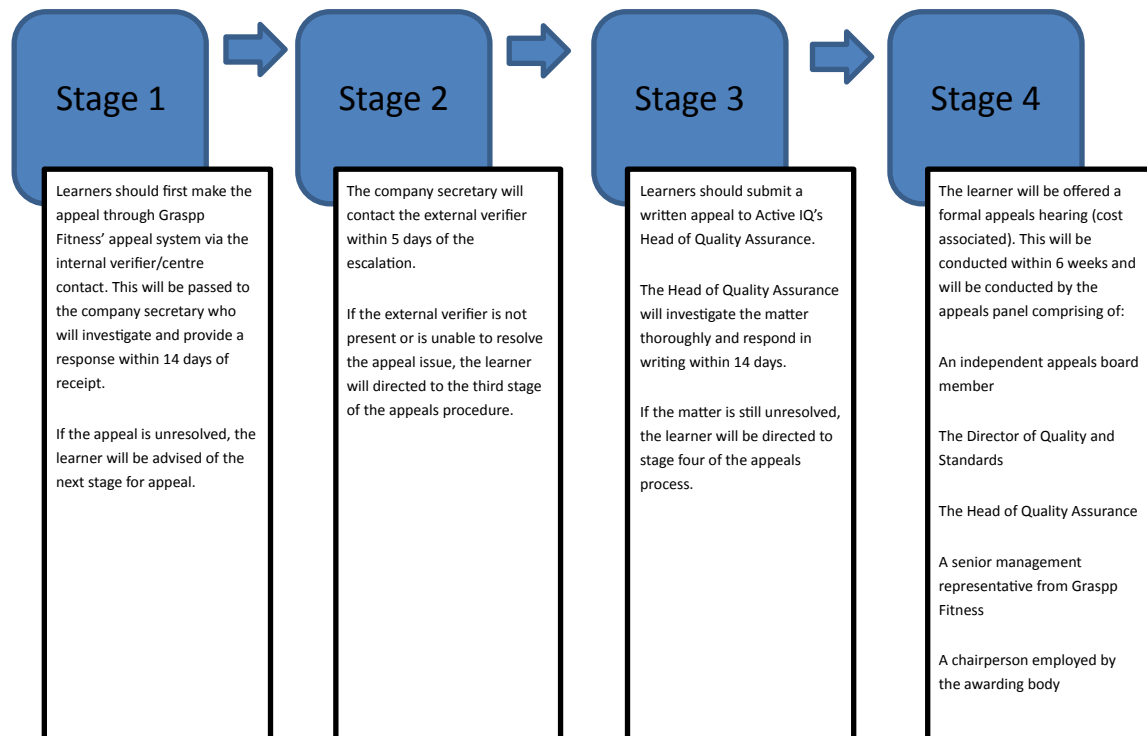 Stage 1
Learners should first make the
appeal through Graspp
Fitness’ appeal system via the
internal verifier/centre
contact. This will be passed to
the company secretary who
will investigate and provide a
response within 14 days of
receipt.
If the appeal is unresolved, the
learner will be advised of the
next stage for appeal.
Stage 2
The company secretary will
contact the external verifier
within 5 days of the
escalation.
If the external verifier is not
present or is unable to resolve
the appeal issue, the learner
will directed to the third stage
of the appeals procedure.
Stage 3
Learners should submit a
written appeal to Active IQ’s
Head of Quality Assurance.
The Head of Quality Assurance
will investigate the matter
thoroughly and respond in
writing within 14 days.
If the matter is still unresolved,
the learner will be directed to
stage four of the appeals
process.
Stage 4
The learner will be offered a
formal appeals hearing (cost
associated). This will be
conducted within 6 weeks and
will be conducted by the
appeals panel comprising of:
An independent appeals board
member
The Director of Quality and
Standards
The Head of Quality Assurance
A senior management
representative from Graspp
Fitness
A chairperson employed by
the awarding body